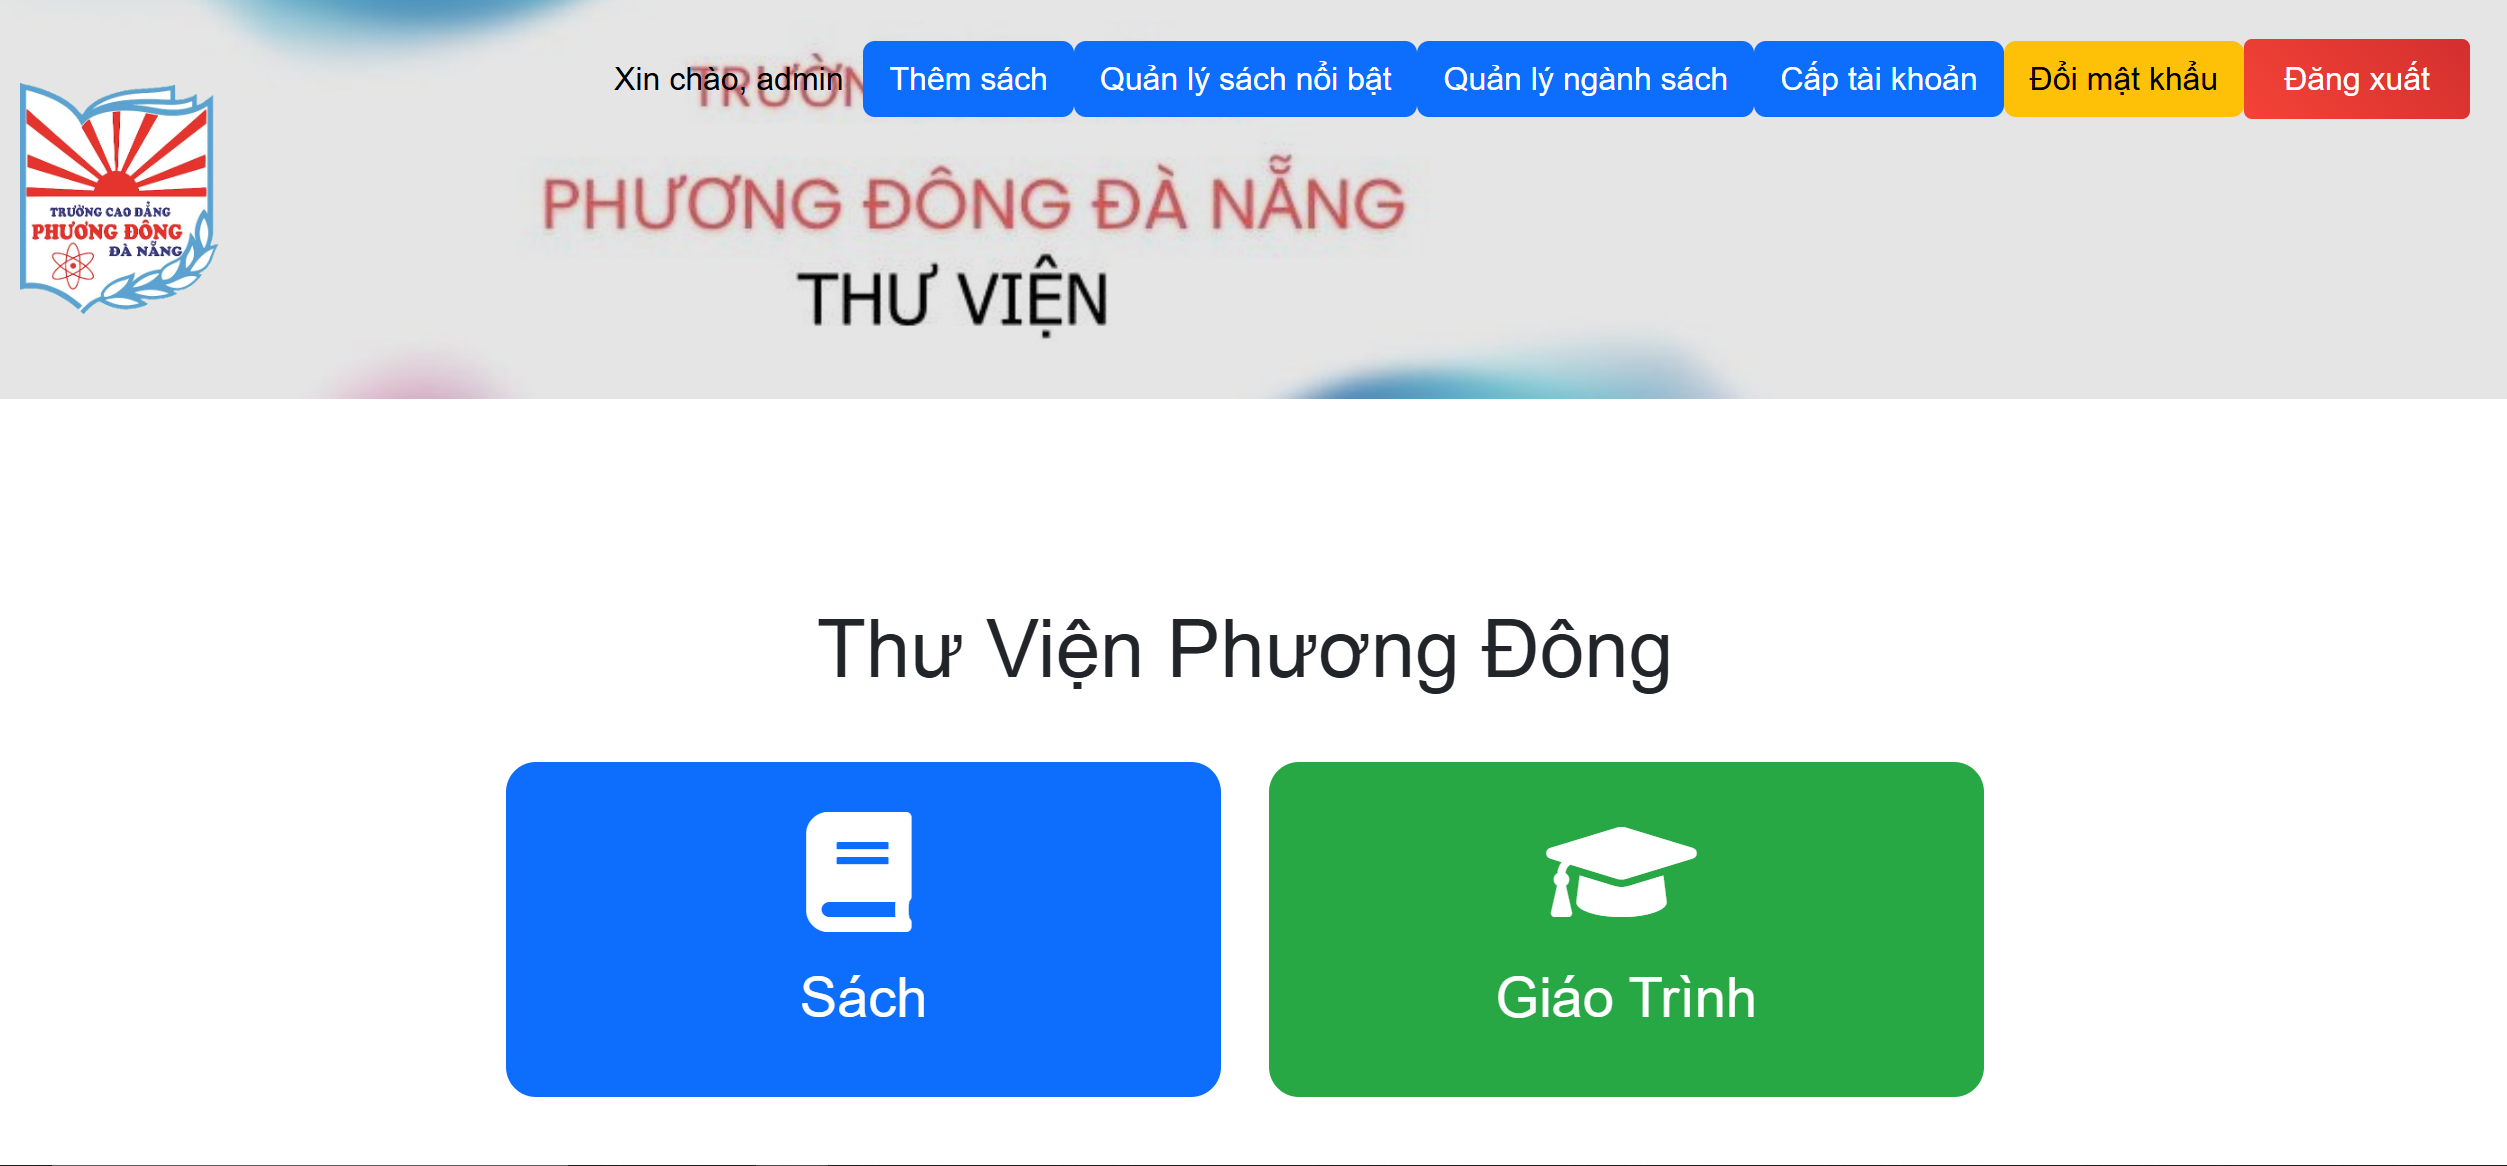 Xin chào, admin
Thêm sách
Quản lý sách nổi bật
Quản lý ngành sách
Cấp tài khoản
Đổi mật khẩu
Đăng xuất
TRƯỜNG CAO ĐẲNG
PHƯƠNG ĐÔNG
ĐÀ NẴNG
PHƯƠNG ĐÔNG ĐÀ NẴNG
THƯ VIỆN
Thư Viện Phương Đông
Sách
Giáo Trình